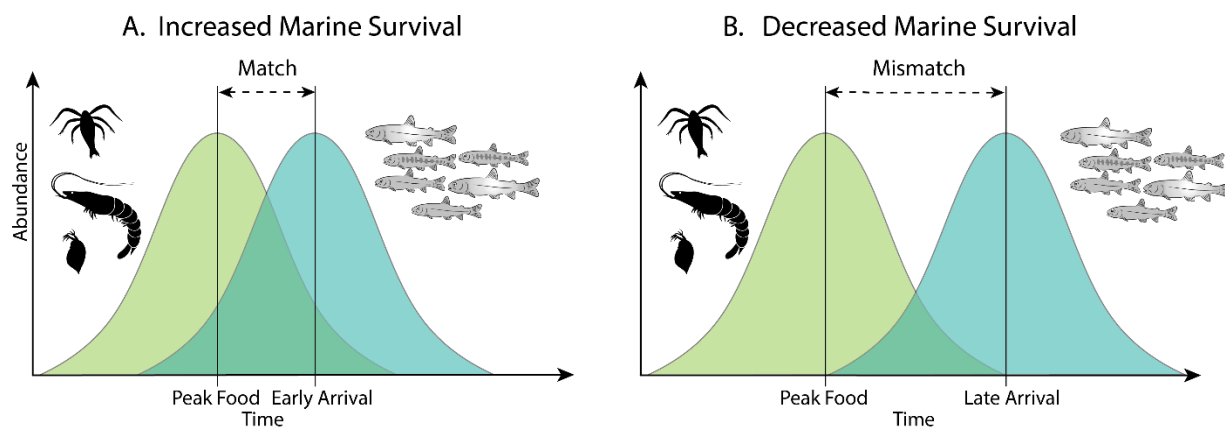 A. Increased Marine Survival
Match
Abundance
Peak Food
Early Arrival
Time
B. Decreased Marine Survival
Mismatch
Peak Food
Late Arrival
Time